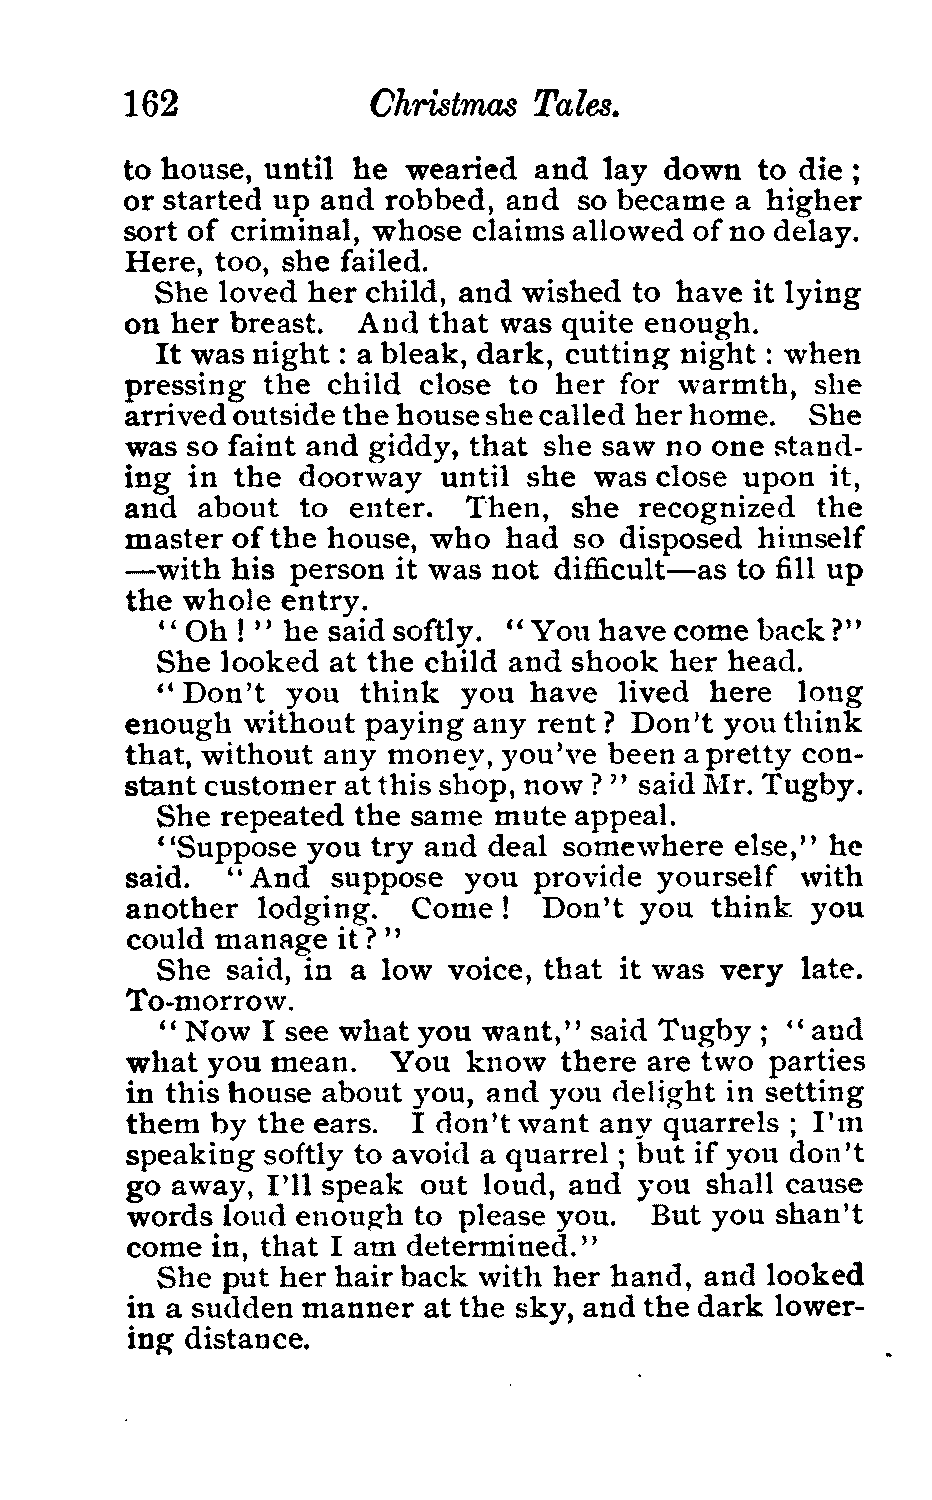 162 Christmas Tales.
to house, until he wearied and lay down to die ;
or started up and robbed, and so became a higher
sort of criminal, whose claims allowed of no delay.
Here, too, she failed.
She loved her child, and wished to have it lying
on her breast. And that was quite enough.
It was night : a bleak, dark, cutting night : when
pressing the child close to her for warmth, she
arrived outside the house she called her home. She
was so faint and giddy, that she saw no one stand-
ing in the doorway until she was close upon it,
and about to enter. Then, she recognized the
master of the house, who had so disposed himself
—with his person it was not difficult—as to fill up
the whole entry.
“ Oh ! ” he said softly. “ You have come back ?”
She looked at the child and shook her head.
“ Don’t you think you have lived here long
enough without paying any rent ? Don’t you think
that, without any money, you’ve been a pretty con-
stant customer at this shop, now ? ” said Mr. Tugby.
She repeated the same mute appeal.
“Suppose you try and deal somewhere else,” he
said. “ And suppose you provide yourself with
another lodging. Come ! Don’t you think you
could manage it ? ”
She said, in a low voice, that it was very late.
To-morrow.
“ Now I see what you want,” said Tugby ; “ and
what you mean. You know there are two parties
in this house about you, and you delight in setting
them by the ears. I don’t want any quarrels ; I’m
speaking softly to avoid a quarrel ; but if you don’t
go away, I’ll speak out loud, and you shall cause
words loud enough to please you. But you shan’t
come in, that I am determined.”
She put her hair back with her hand, and looked
in a sudden manner at the sky, and the dark lower-
ing distance.